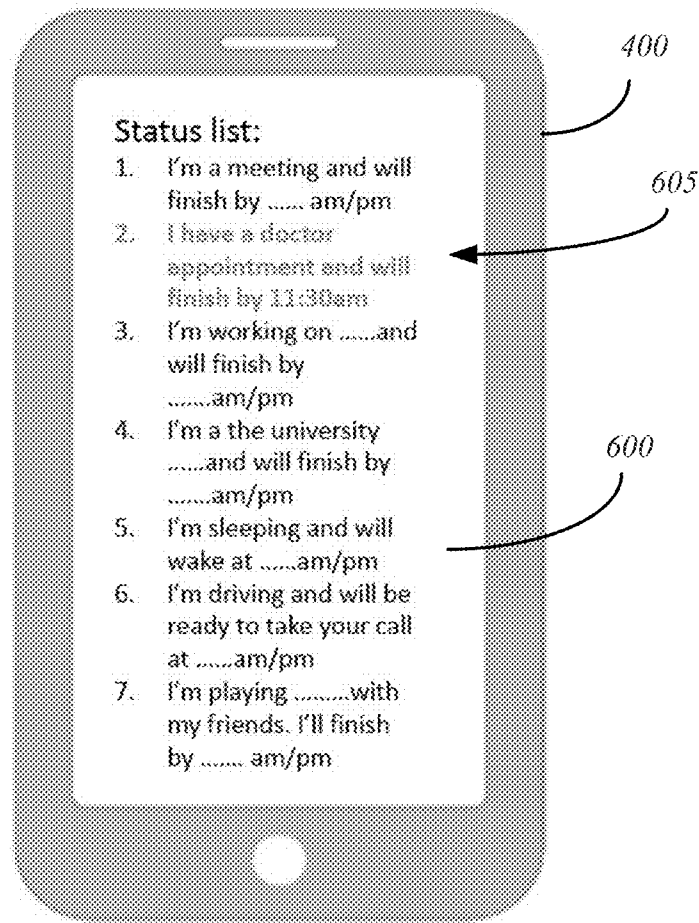 400
Status list:
605
1. I'm a meeting and will
finish by ...... am/pm
2. I have a doctor
appointment and will
finish by 11:30am
3. I'm working on ......and
will finish by
.......am/pm
4. I'm a the university
......and will finish by
.......am/pm
600
5. I'm sleeping and will
wake at ......am/pm
6. I'm driving and will be
ready to take your call
at ......am/pm
7. I'm playing .........with
my friends. I'll finish
by ....... am/pm